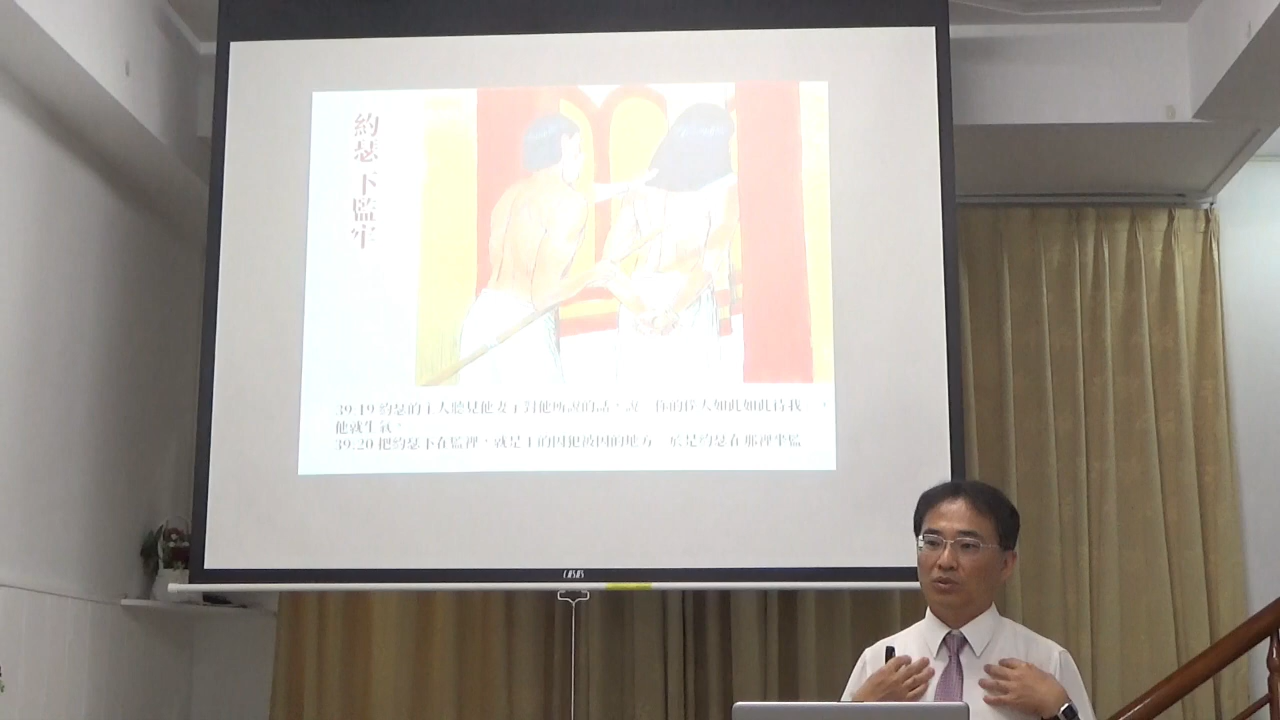 約瑟 下監牢
39:19 約瑟的主人聽見他妻子對他所說的話,說 你的僕人如此如此待我 ,
他就生氣。
39:20 把約瑟下在監裡,就是王的囚犯被囚的地方 於是約瑟在那裡坐監